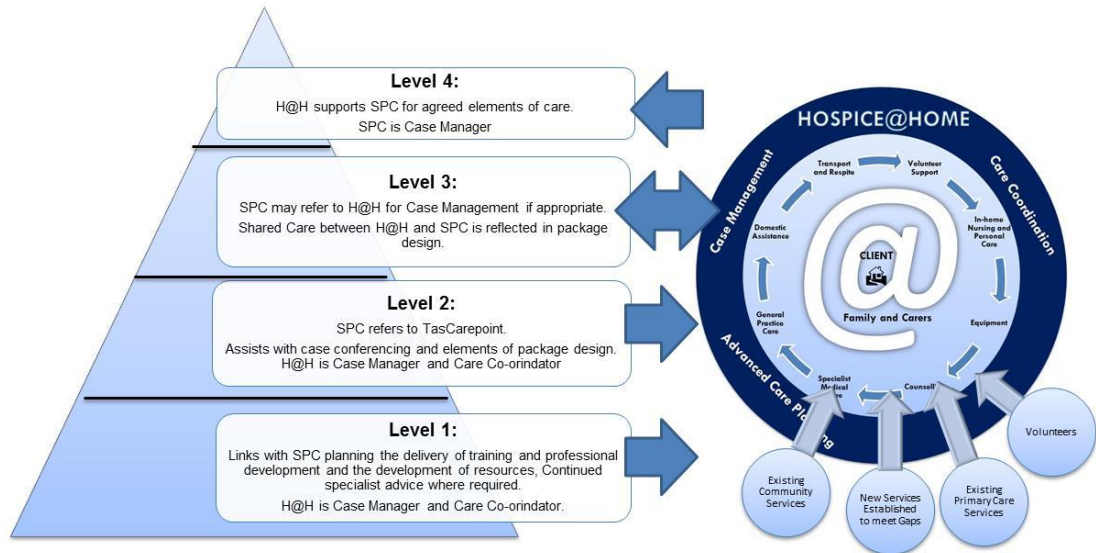 Level 4:
H@H supports SPC for agreed elements of care.
SPC is Case Manager
Level 3:
SPC may refer to H@H for Case Management if appropriate.
Shared Care between H@H and SPC is reflected in package
design.
Level 2:
SPC refers to TasCarepoint.
Assists with case conferencing and elements of package design.
H@H is Case Manager and Care Co-orindator
Level 1:
Links with SPC planning the delivery of training and professional
development and the development of resources, Continued
specialist advice where required.
H@H is Case Manager and Care Co-orindator.
HOSPICE@HOME
Case Management
Care Coordination
Advanced Care
Transport
and Respite
Volunteer
Support
In-home
Nursing and
Personal
Care
Equipment
Specialist
Medical
General
Practice
Care
Domestic
Assistance
@
CLIENT
Family and Carers
Existing
Community
Services
New Services
Established
to meet Gaps
Existing
Primary Care
Services
Volunteers